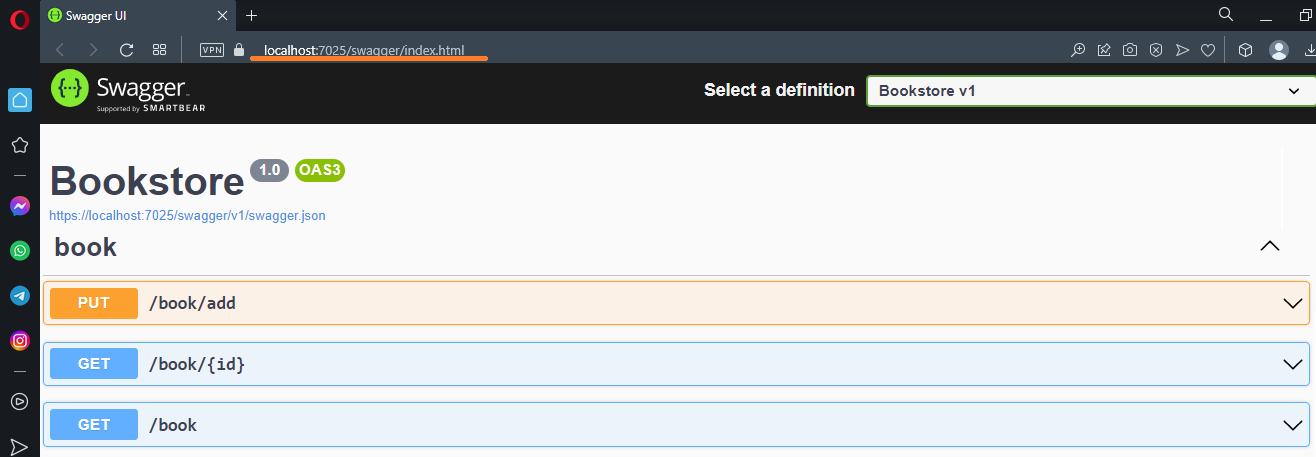 Swagger UI
VPN localhost:7025/swagger/index.html
Swagger
Supported by SMARTBEAR
Select a definition Bookstore v1
Bookstore 1.0 OAS3
https://localhost:7025/swagger/v1/swagger.json
book
PUT /book/add
GET /book/{id}
GET /book